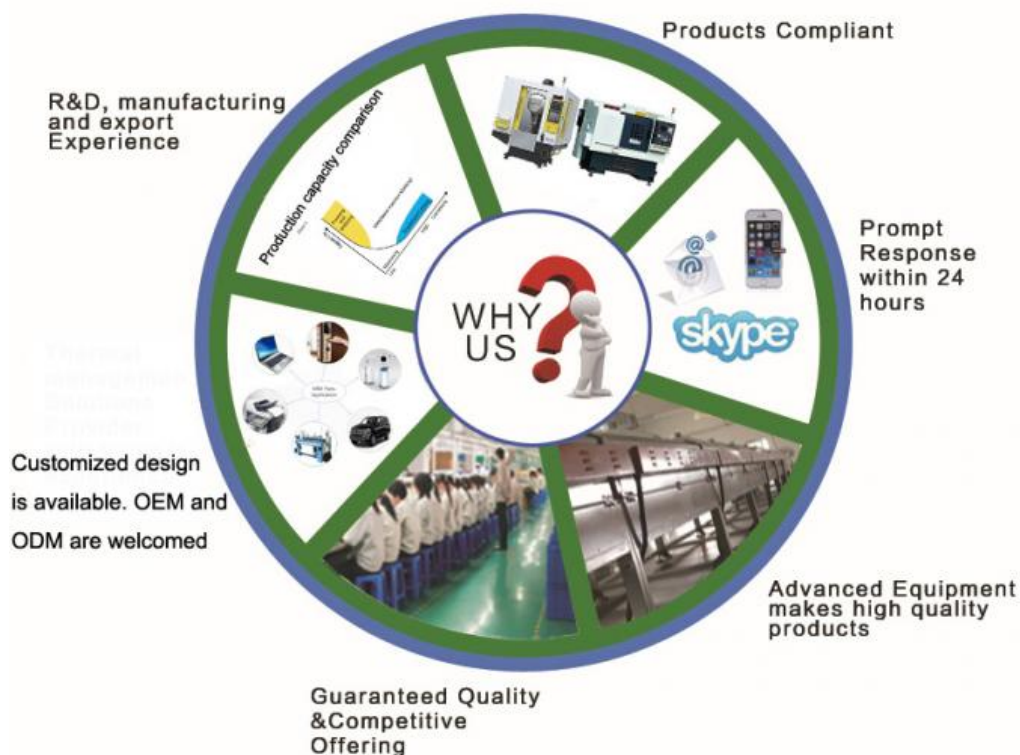 Products Compliant
R&D, manufacturing
and export
Experience
Production capacity comparison
Prompt
Response
within 24
hours
skype
WHY
US
Customized design
is available. OEM and
ODM are welcomed
Advanced Equipment
makes high quality
products
Guaranteed Quality
&Competitive
Offering